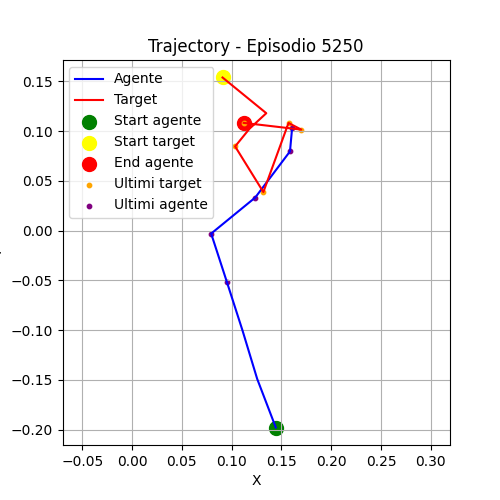 Trajectory - Episodio 5250
Agente
Target
Start agente
Start target
End agente
Ultimi target
Ultimi agente
0.15
0.10
0.05
0.00
−0.05
−0.10
−0.15
−0.20
−0.05 0.00 0.05 0.10 0.15 0.20 0.25 0.30
X